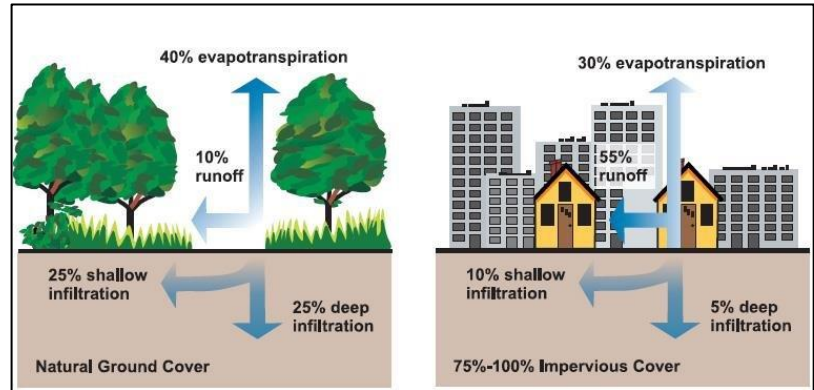 40% evapotranspiration
10%
runoff
25% shallow
infiltration
25% deep
infiltration
Natural Ground Cover
30% evapotranspiration
55%
runoff
10% shallow
infiltration
5% deep
infiltration
75%-100% Impervious Cover